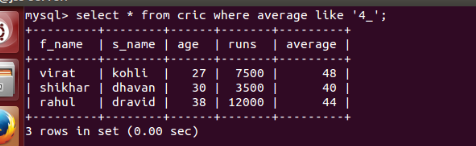 mysql> select * from cric where average like '4_';
+---------+--------+------+-------+---------+
| f_name | s_name | age | runs | average |
+---------+--------+------+-------+---------+
| virat | kohli | 27 | 7500 | 48 |
| shikhar | dhavan | 30 | 3500 | 40 |
| rahul | dravid | 38 | 12000 | 44 |
+---------+--------+------+-------+---------+
3 rows in set (0.00 sec)